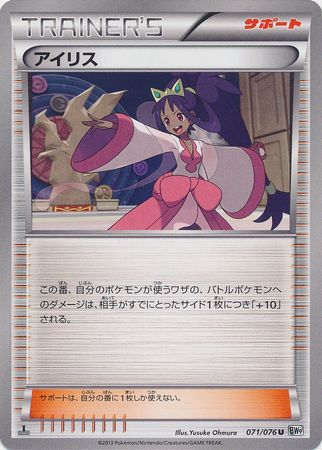 TRAINER'S
サポート
アイリス
この番、自分のポケモンが使うワザの、バトルポケモンへ
のダメージは、相手がすでにとったサイド1枚につき「+10」
される。
サポートは、自分の番に1枚しか使えない。
1
Illus.Yusuke Ohmura
071/076 U
BW9
©2013 Pokémon/Nintendo/Creatures/GAME FREAK.